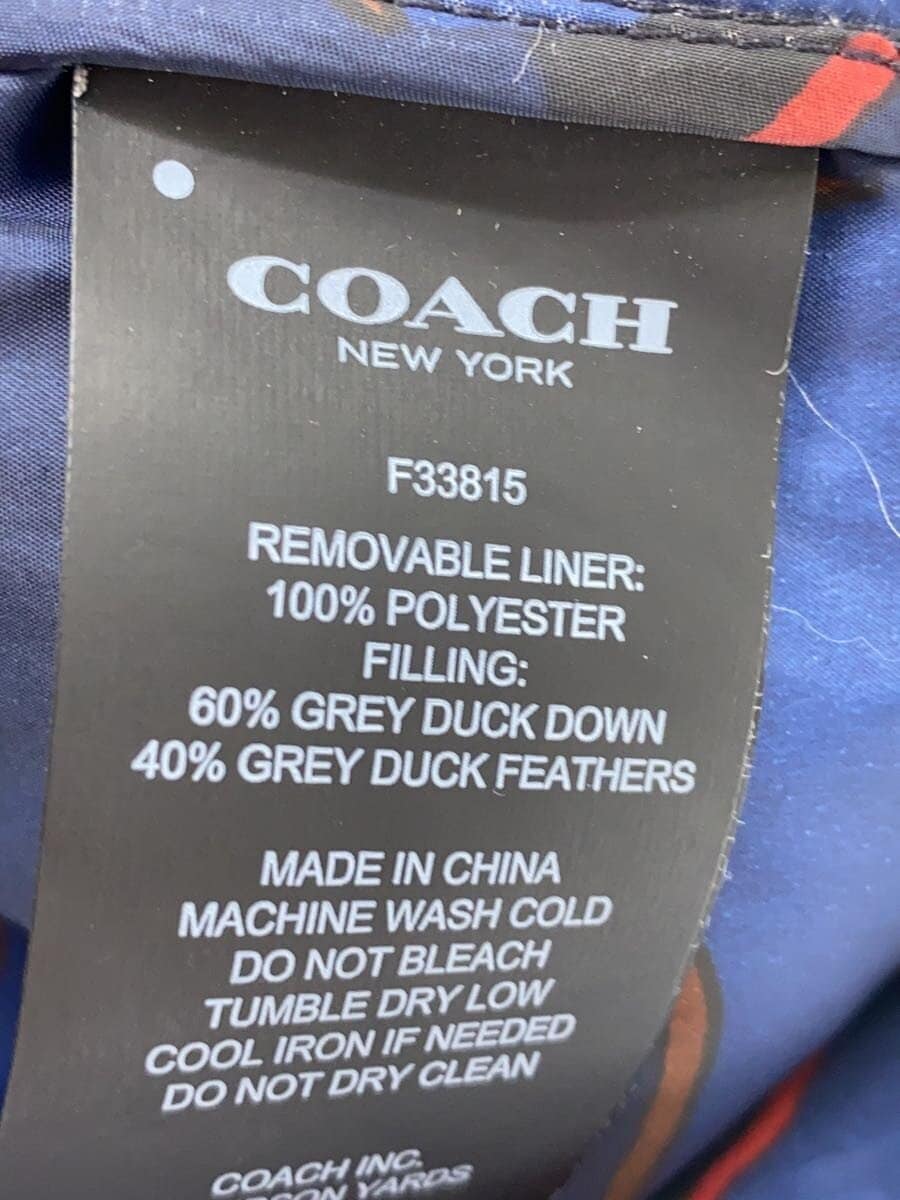 COACH
NEW YORK
F33815
REMOVABLE LINER:
100% POLYESTER
FILLING:
60% GREY DUCK DOWN
40% GREY DUCK FEATHERS
MADE IN CHINA
MACHINE WASH COLD
DO NOT BLEACH
TUMBLE DRY LOW
COOL IRON IF NEEDED
DO NOT DRY CLEAN
COACH INC.
YARDS